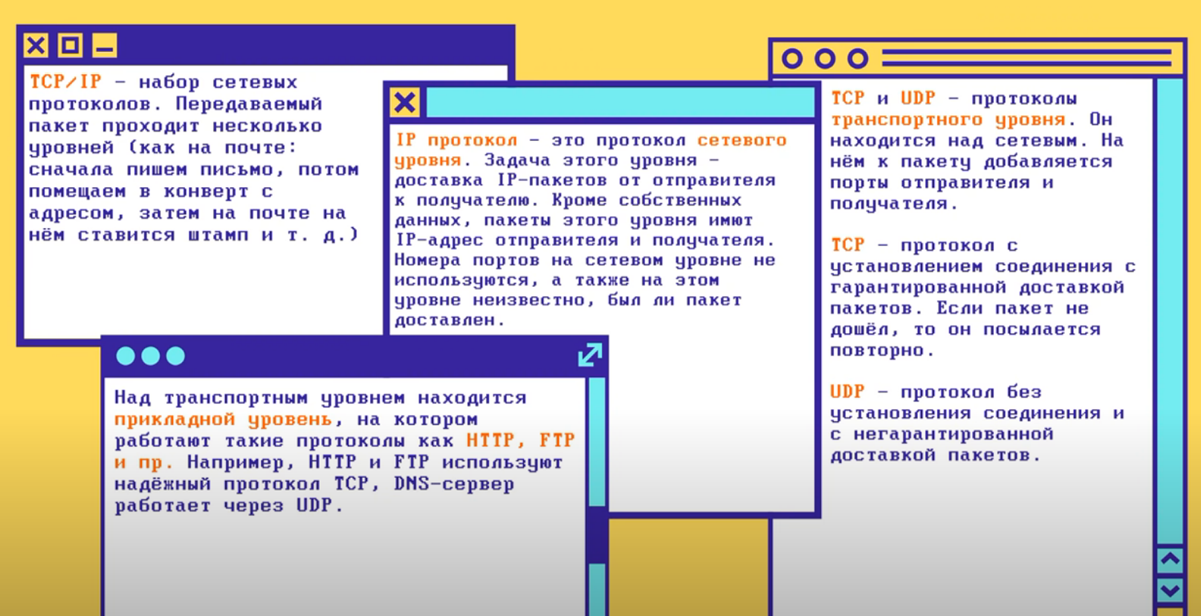 TCP/IP – набор сетевых
протоколов. Передаваемый
пакет проходит несколько
уровней (как на почте:
сначала пишем письмо, потом
помещаем в конверт с
адресом, затем на почте на
нём ставится штамп и т. д.)
IP протокол – это протокол сетевого
уровня. Задача этого уровня –
доставка IP-пакетов от отправителя
к получателю. Кроме собственных
данных, пакеты этого уровня имют
IP-адрес отправителя и получателя.
Номера портов на сетевом уровне не
используются, а также на этом
уровне неизвестно, был ли пакет
доставлен.
TCP и UDP – протоколы
транспортного уровня. Он
находится над сетевым. На
нём к пакету добавляется
порты отправителя и
получателя.
TCP – протокол с
установлением соединения с
гарантированной доставкой
пакетов. Если пакет не
дошёл, то он посылается
повторно.
UDP – протокол без
установления соединения и
с негарантированной
доставкой пакетов.
Над транспортным уровнем находится
прикладной уровень, на котором
работают такие протоколы как HTTP, FTP
и пр. Например, HTTP и FTP используют
надёжный протокол TCP, DNS-сервер
работает через UDP.